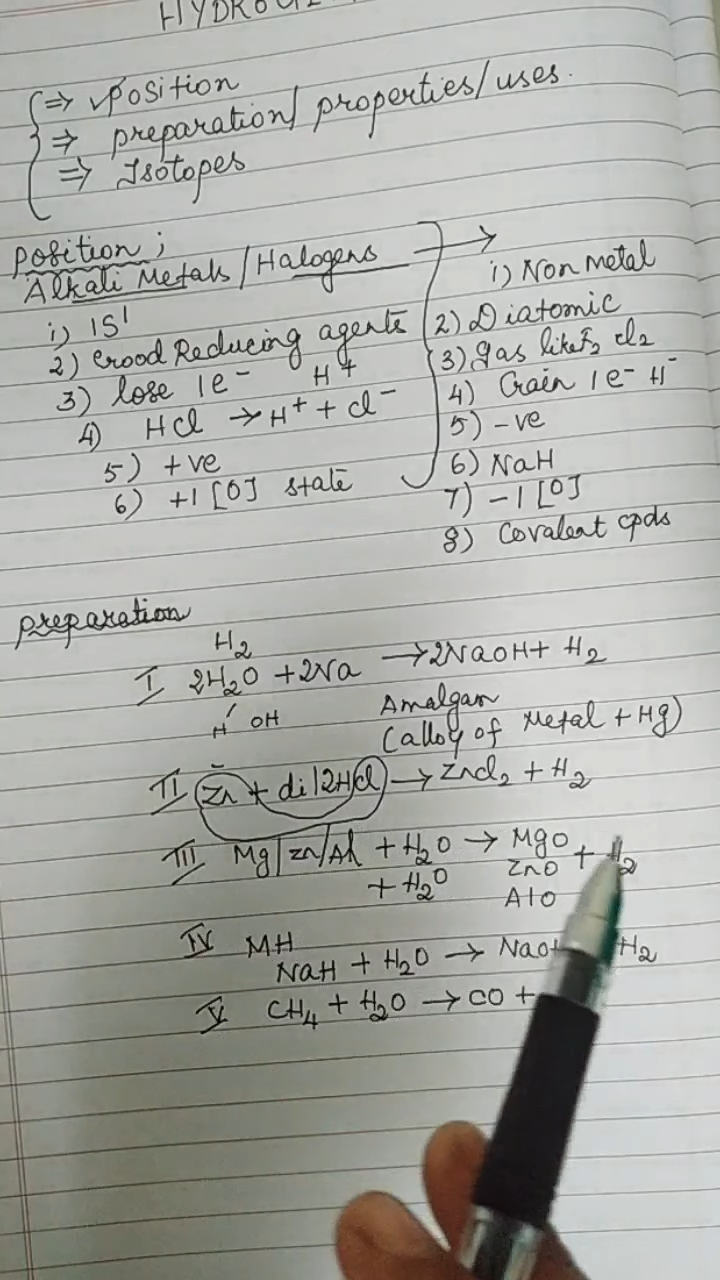 ⇒ position
⇒ preparation/properties/uses.
⇒ Isotopes
position ;
Alkali Metals / Halogens →
i) 1S¹
2) Good Reducing agents
3) lose 1e⁻ H⁺
4) HCl → H⁺ + Cl⁻
5) +ve
6) +1 [O] state
i) Non metal
2) Diatomic
3) gas like F₂ Cl₂
4) Gain 1e⁻ H⁻
5) -ve
6) NaH
7) -1 [O]
8) Covalent cpds
preparation
H₂
I 2H₂O + 2Na → 2NaOH + H₂
H OH Amalgam
(alloy of Metal + Hg)
II Zn + dil 2HCl → ZnCl₂ + H₂
III Mg/Zn/Al + H₂O → MgO + H₂
+ H₂O ZnO
AlO
IV MH
NaH + H₂O → H₂
V CH₄ + H₂O → CO +